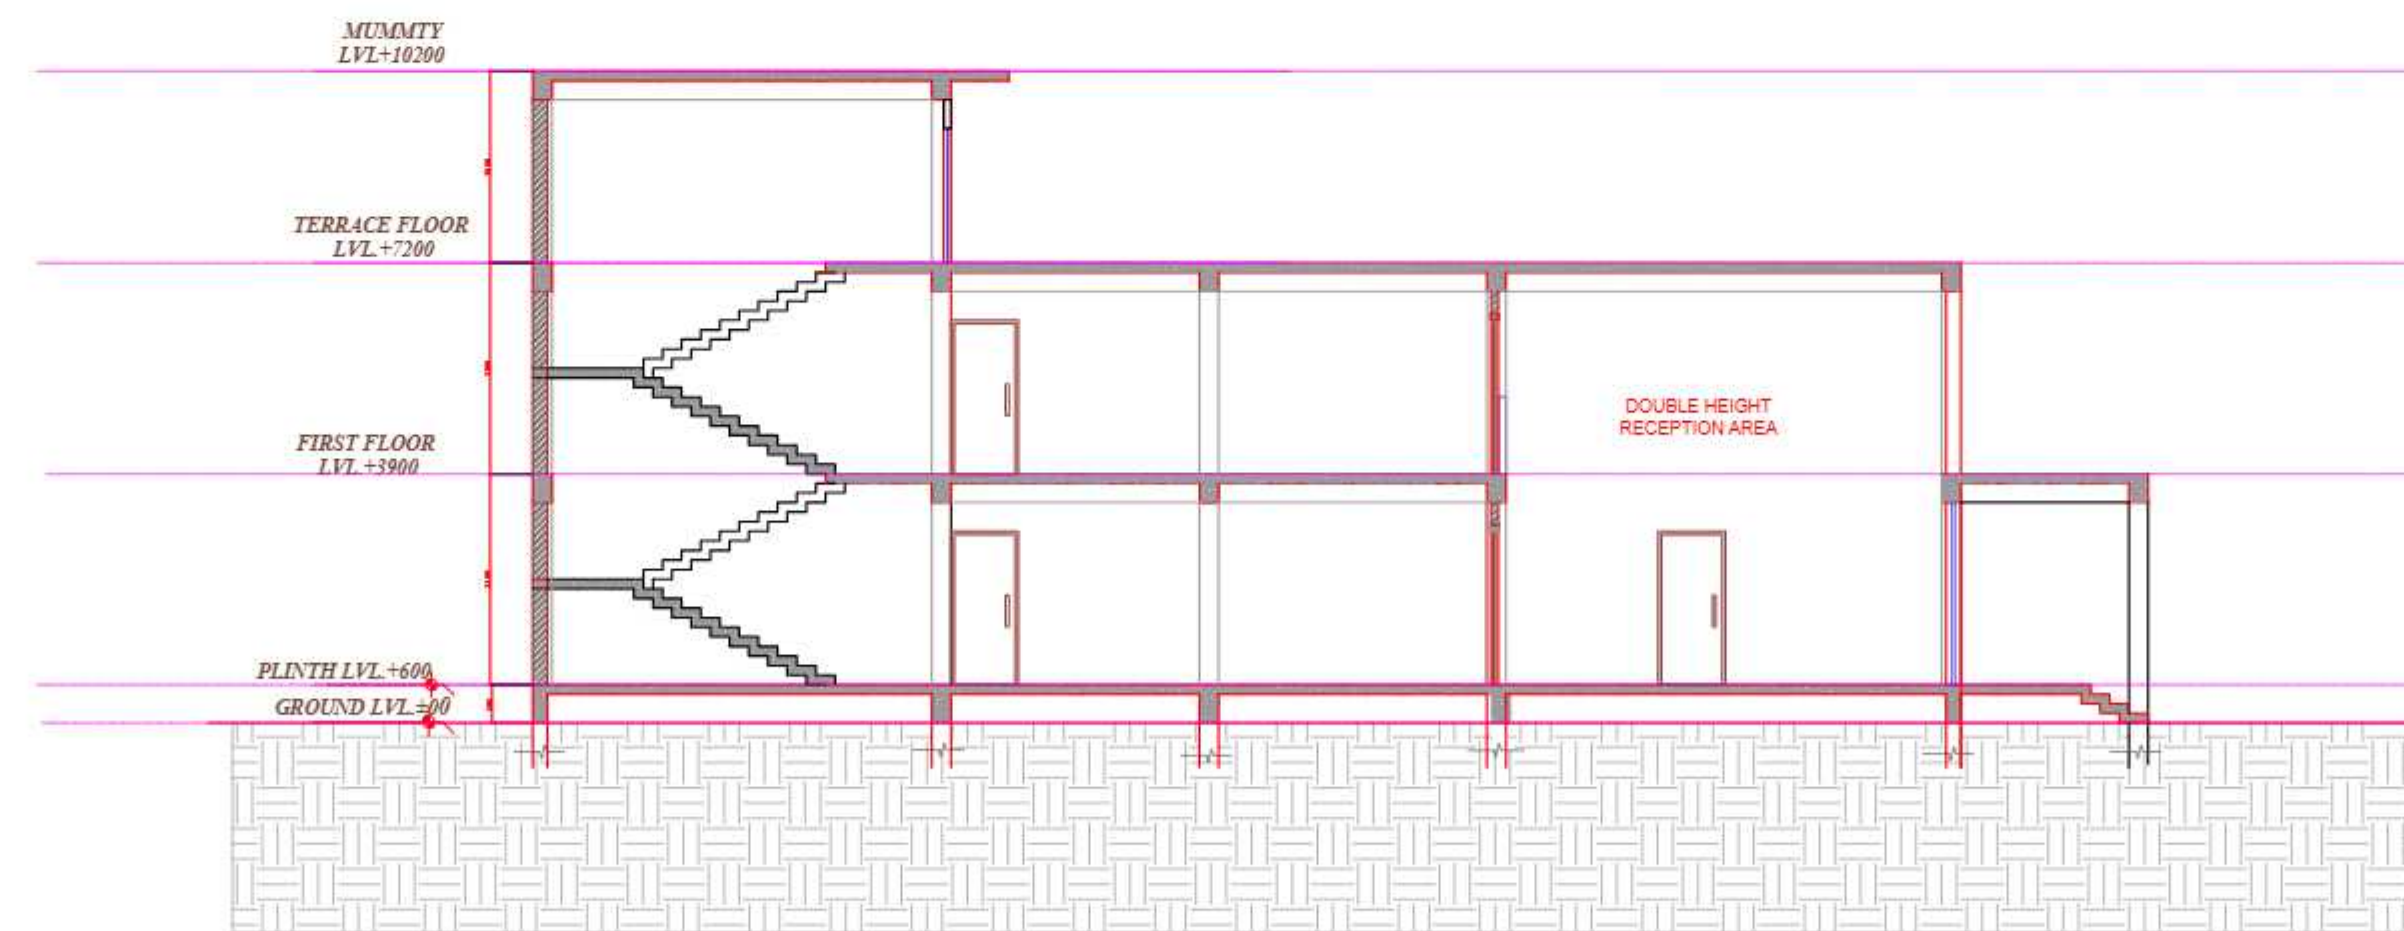 MUMMTY
LVL+10200
TERRACE FLOOR
LVL.+7200
DOUBLE HEIGHT
RECEPTION AREA
FIRST FLOOR
LVL.+3900
PLINTH LVL.+600
GROUND LVL.±00